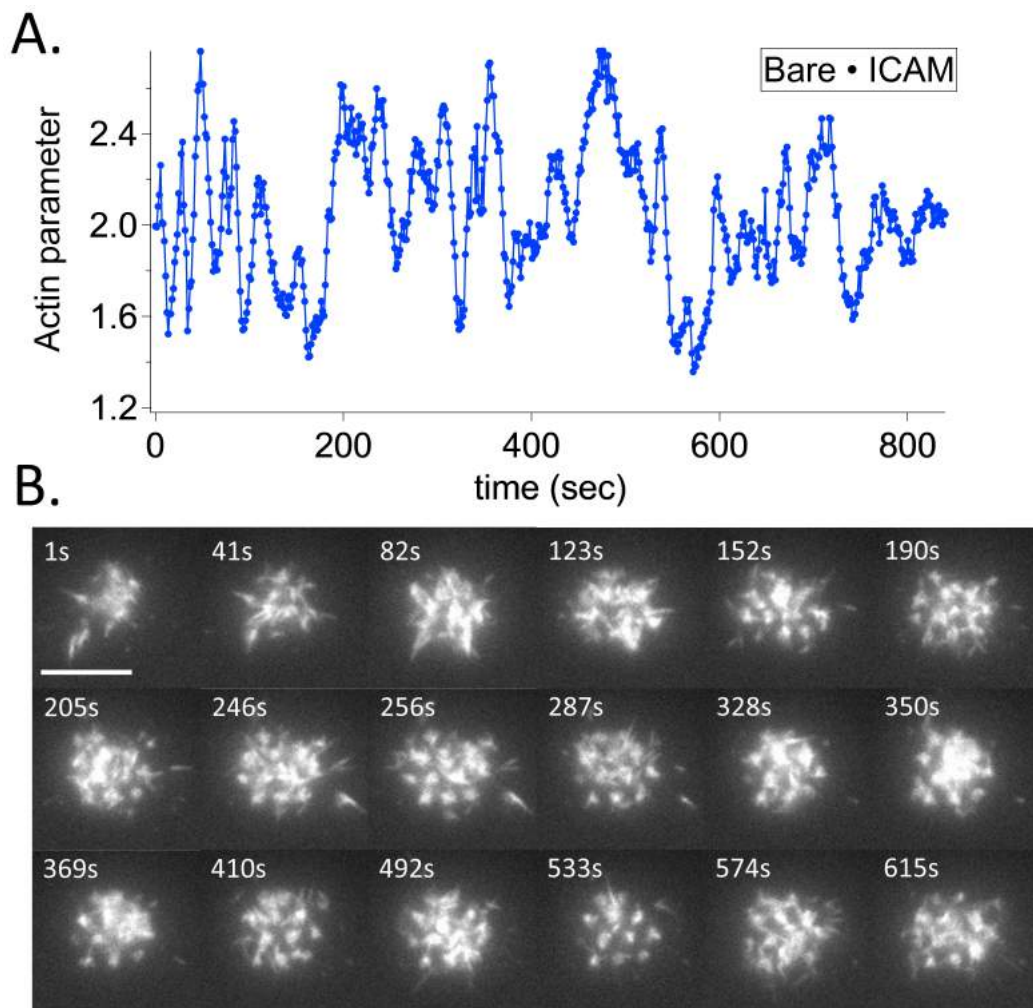 A.
Bare • ICAM
Actin parameter
2.4
2.0
1.6
1.2
0 200 400 600 800
time (sec)
B.
1s 41s 82s 123s 152s 190s
205s 246s 256s 287s 328s 350s
369s 410s 492s 533s 574s 615s